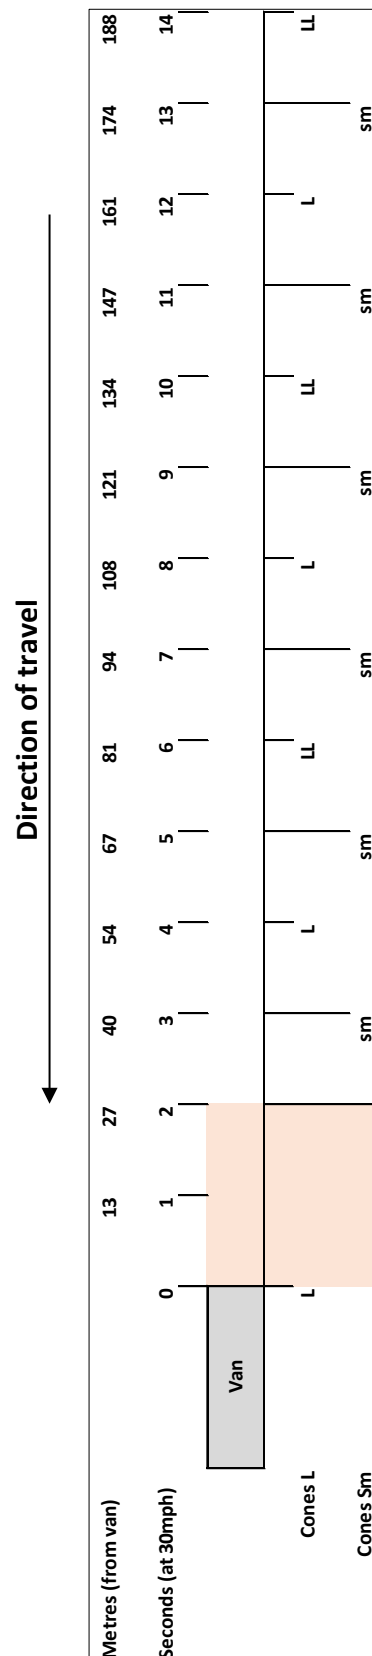 Direction of travel
Metres (from van) 13 27 40 54 67 81 94 108 121 134 147 161 174 188
Seconds (at 30mph) 0 1 2 3 4 5 6 7 8 9 10 11 12 13 14
Van
Cones L L L LL L LL L LL
Cones Sm sm sm sm sm sm sm